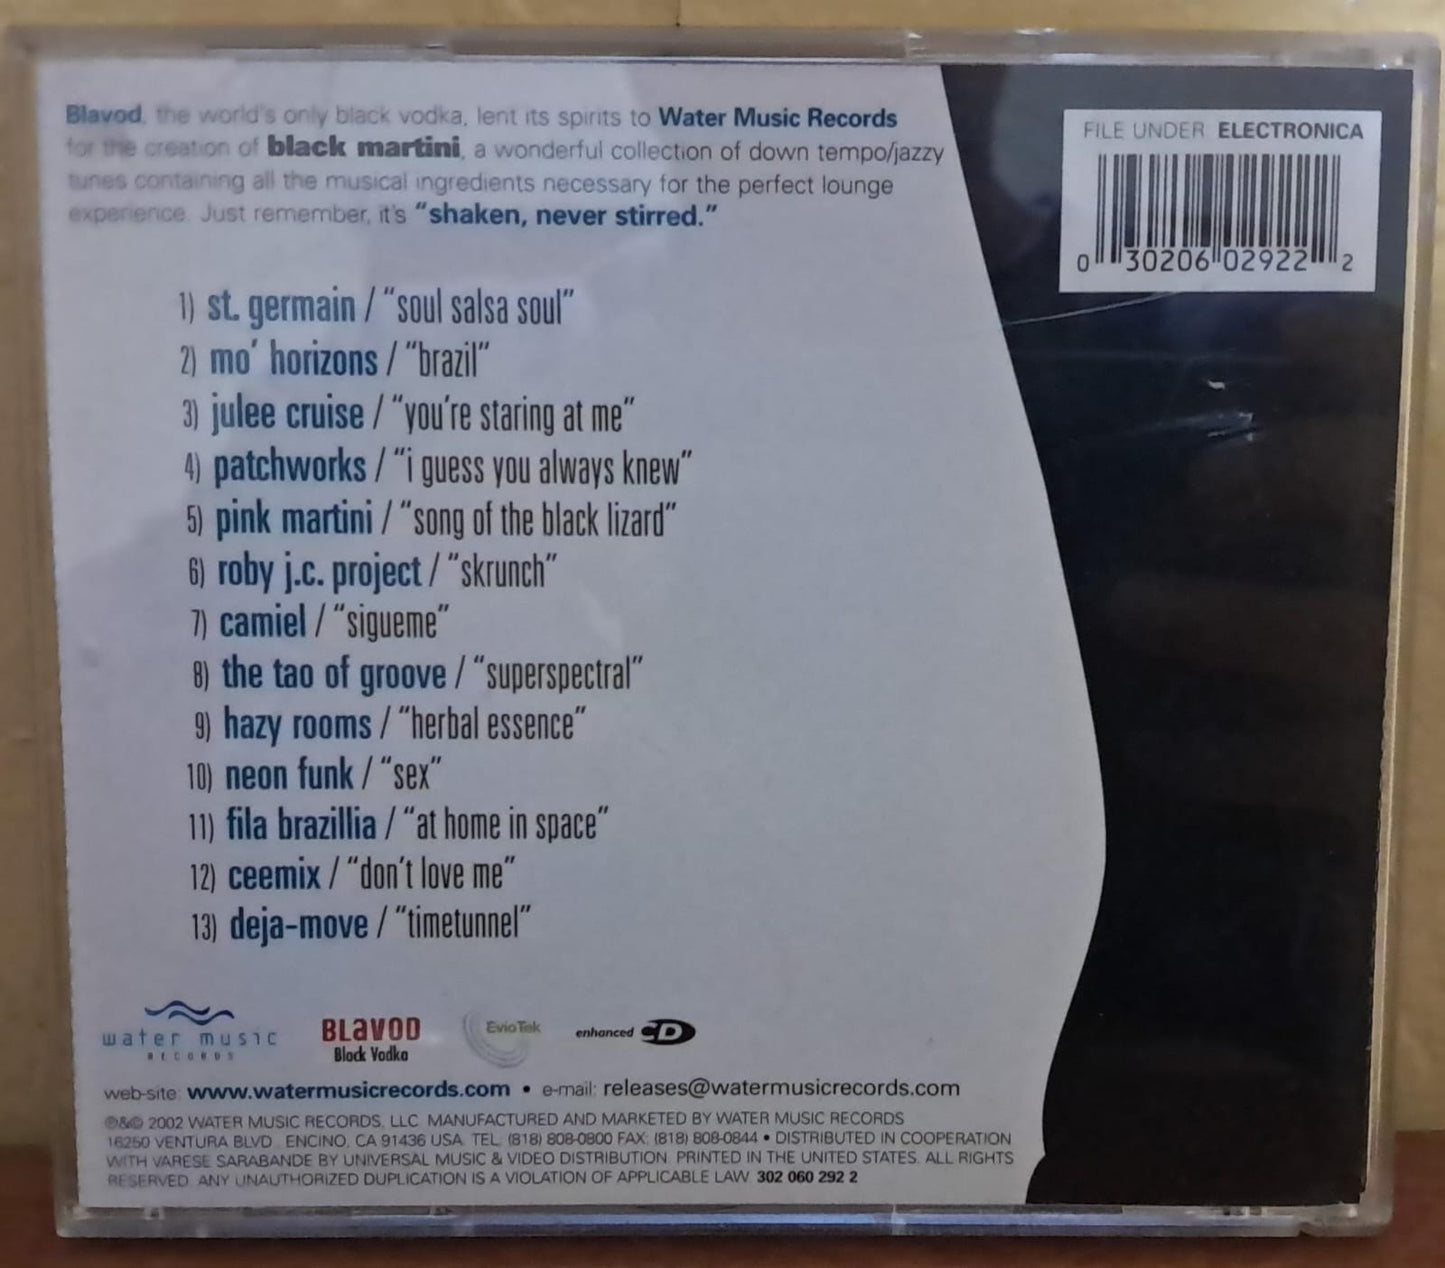 Blavod, the world's only black vodka, lent its spirits to Water Music Records
for the creation of black martini, a wonderful collection of down tempo/jazzy
tunes containing all the musical ingredients necessary for the perfect lounge
experience. Just remember, it's "shaken, never stirred."
FILE UNDER ELECTRONICA
0 30206 02922 2
1) st. germain / "soul salsa soul"
2) mo' horizons / "brazil"
3) julee cruise / "you're staring at me"
4) patchworks / "i guess you always knew"
5) pink martini / "song of the black lizard"
6) roby j.c. project / "skrunch"
7) camiel / "sigueme"
8) the tao of groove / "superspectral"
9) hazy rooms / "herbal essence"
10) neon funk / "sex"
11) fila brazillia / "at home in space"
12) ceemix / "don't love me"
13) deja-move / "timetunnel"
water music
RECORDS
BLavOD
Black Vodka
EvioTek
enhanced CD
web-site: www.watermusicrecords.com • e-mail: releases@watermusicrecords.com
℗&© 2002 WATER MUSIC RECORDS, LLC. MANUFACTURED AND MARKETED BY WATER MUSIC RECORDS
16250 VENTURA BLVD., ENCINO, CA 91436 USA. TEL: (818) 808-0800 FAX: (818) 808-0844 • DISTRIBUTED IN COOPERATION
WITH VARESE SARABANDE BY UNIVERSAL MUSIC & VIDEO DISTRIBUTION. PRINTED IN THE UNITED STATES. ALL RIGHTS
RESERVED. ANY UNAUTHORIZED DUPLICATION IS A VIOLATION OF APPLICABLE LAW. 302 060 292 2